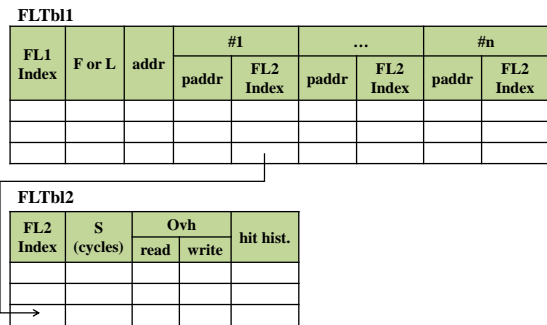 FLTbl1
FL1 Index F or L addr #1 … #n
paddr FL2 Index paddr FL2 Index paddr FL2 Index
FLTbl2
FL2 Index S (cycles) Ovh hit hist.
read write